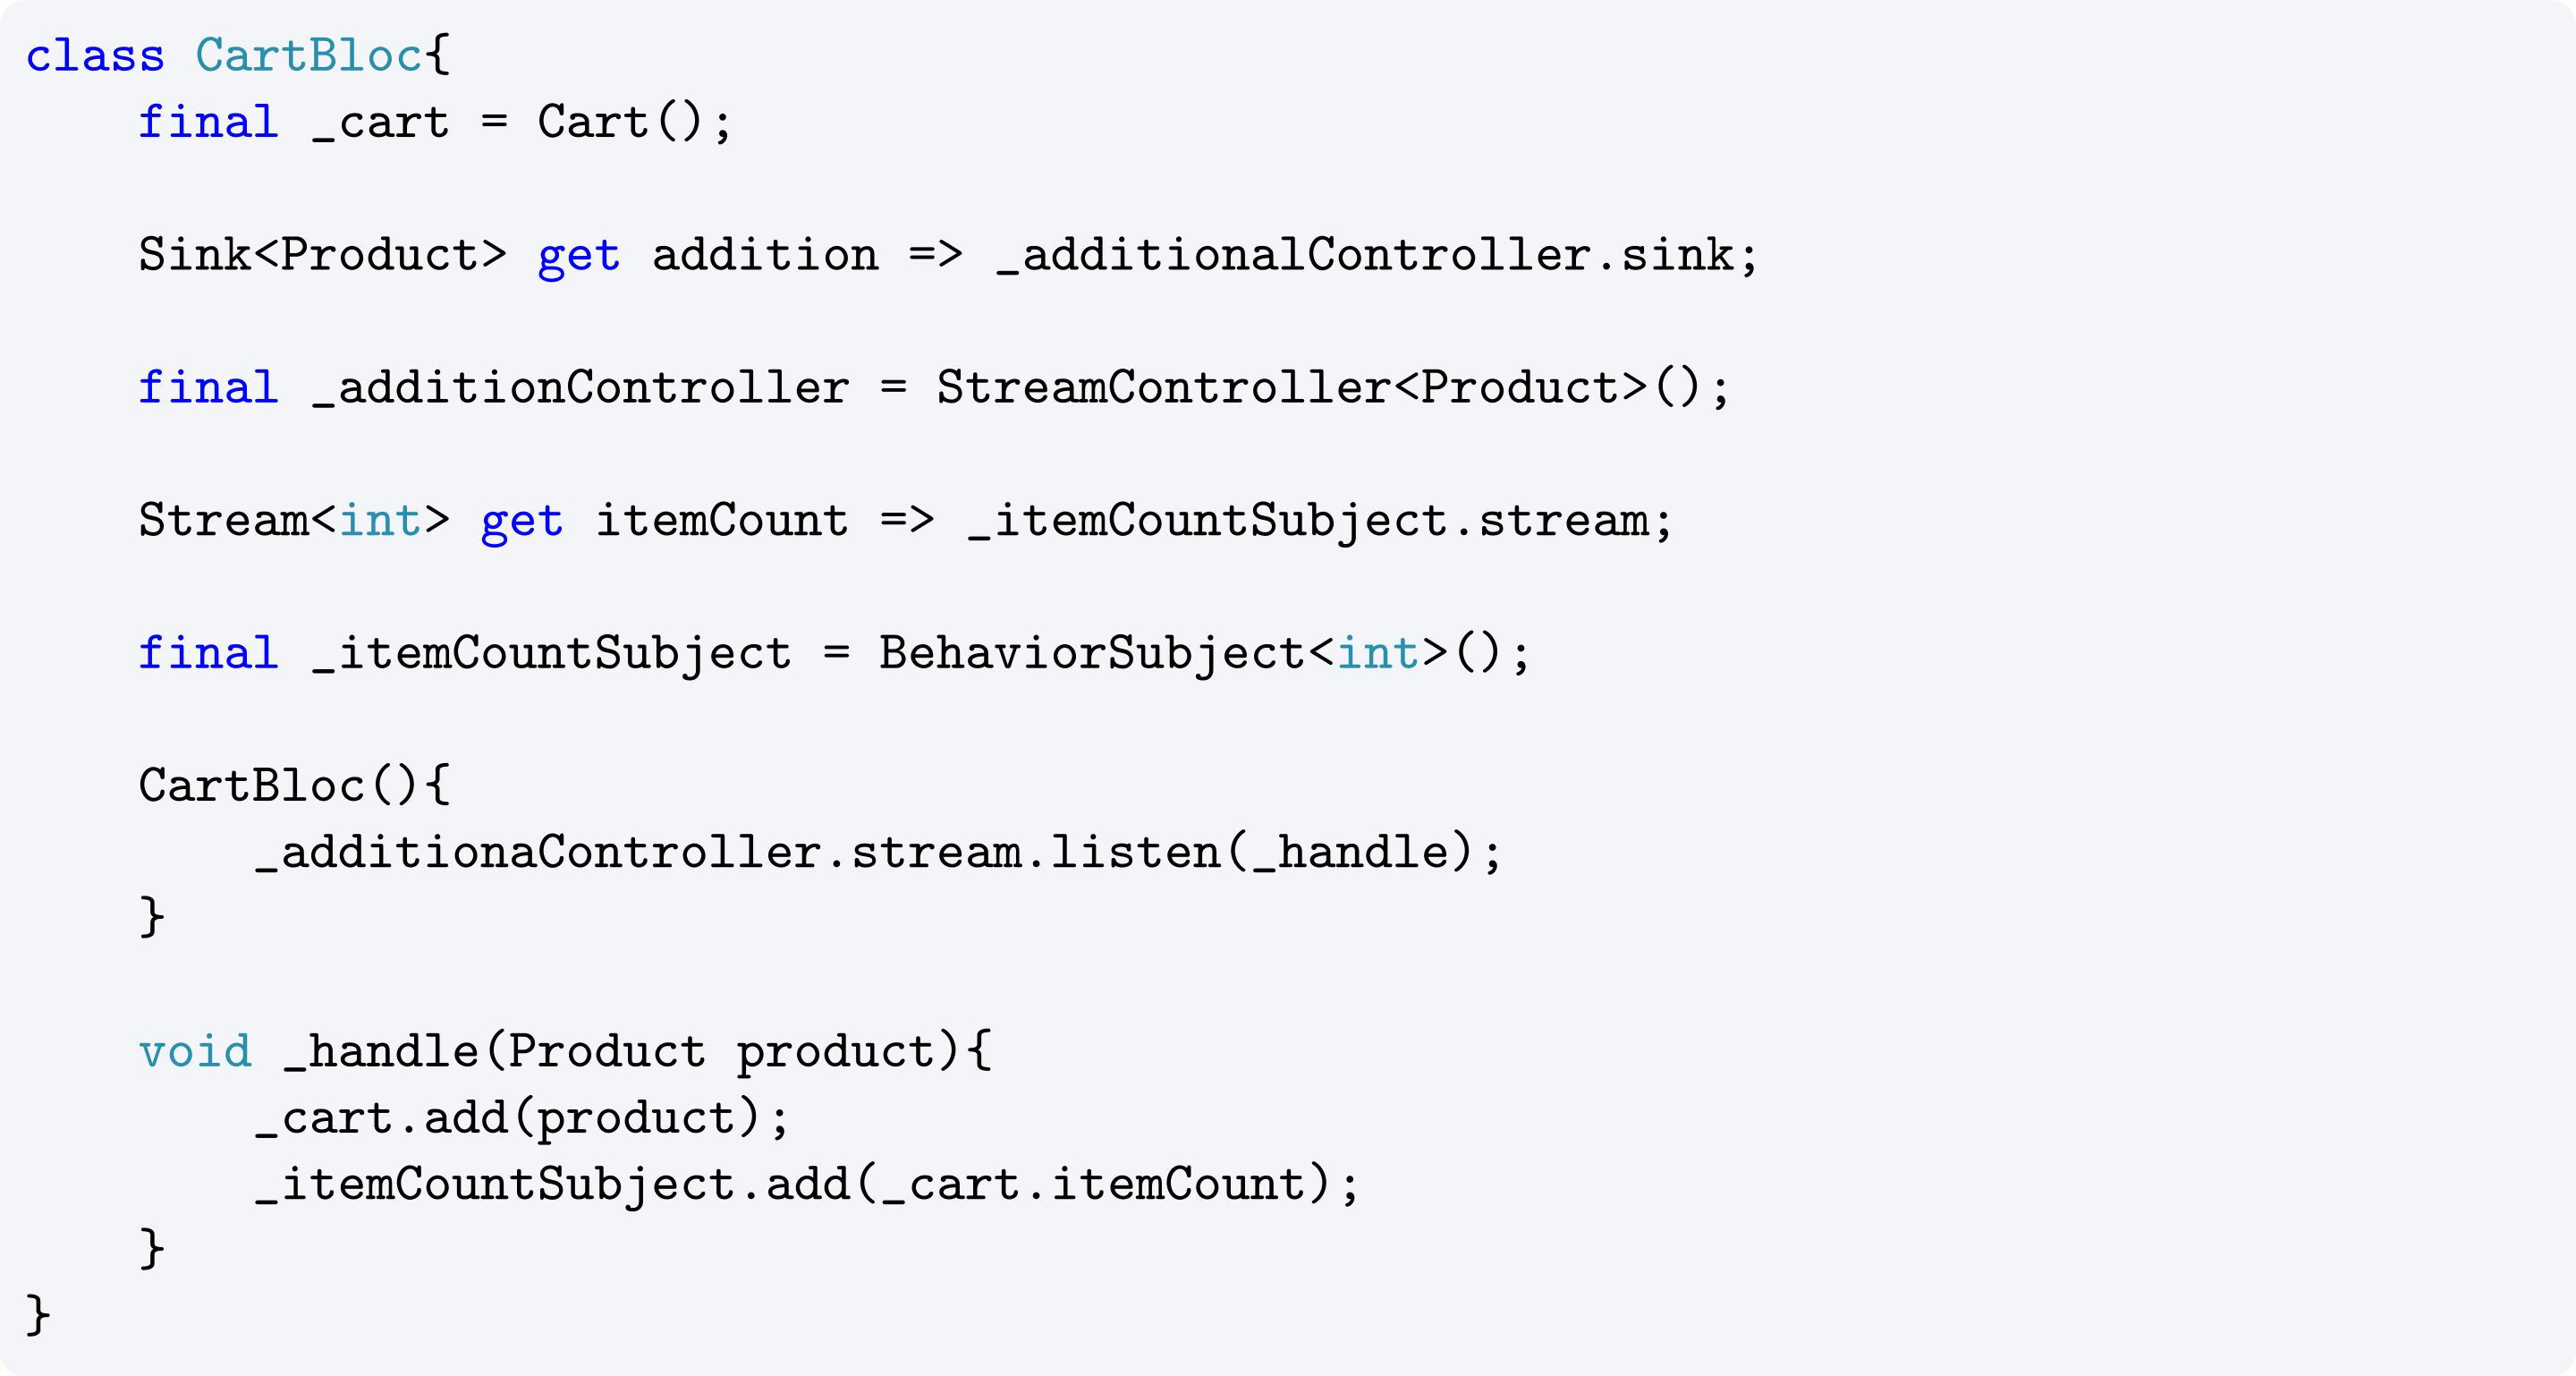 class CartBloc{
    final _cart = Cart();

    Sink<Product> get addition => _additionalController.sink;

    final _additionController = StreamController<Product>();

    Stream<int> get itemCount => _itemCountSubject.stream;

    final _itemCountSubject = BehaviorSubject<int>();

    CartBloc(){
        _additionaController.stream.listen(_handle);
    }

    void _handle(Product product){
        _cart.add(product);
        _itemCountSubject.add(_cart.itemCount);
    }
}